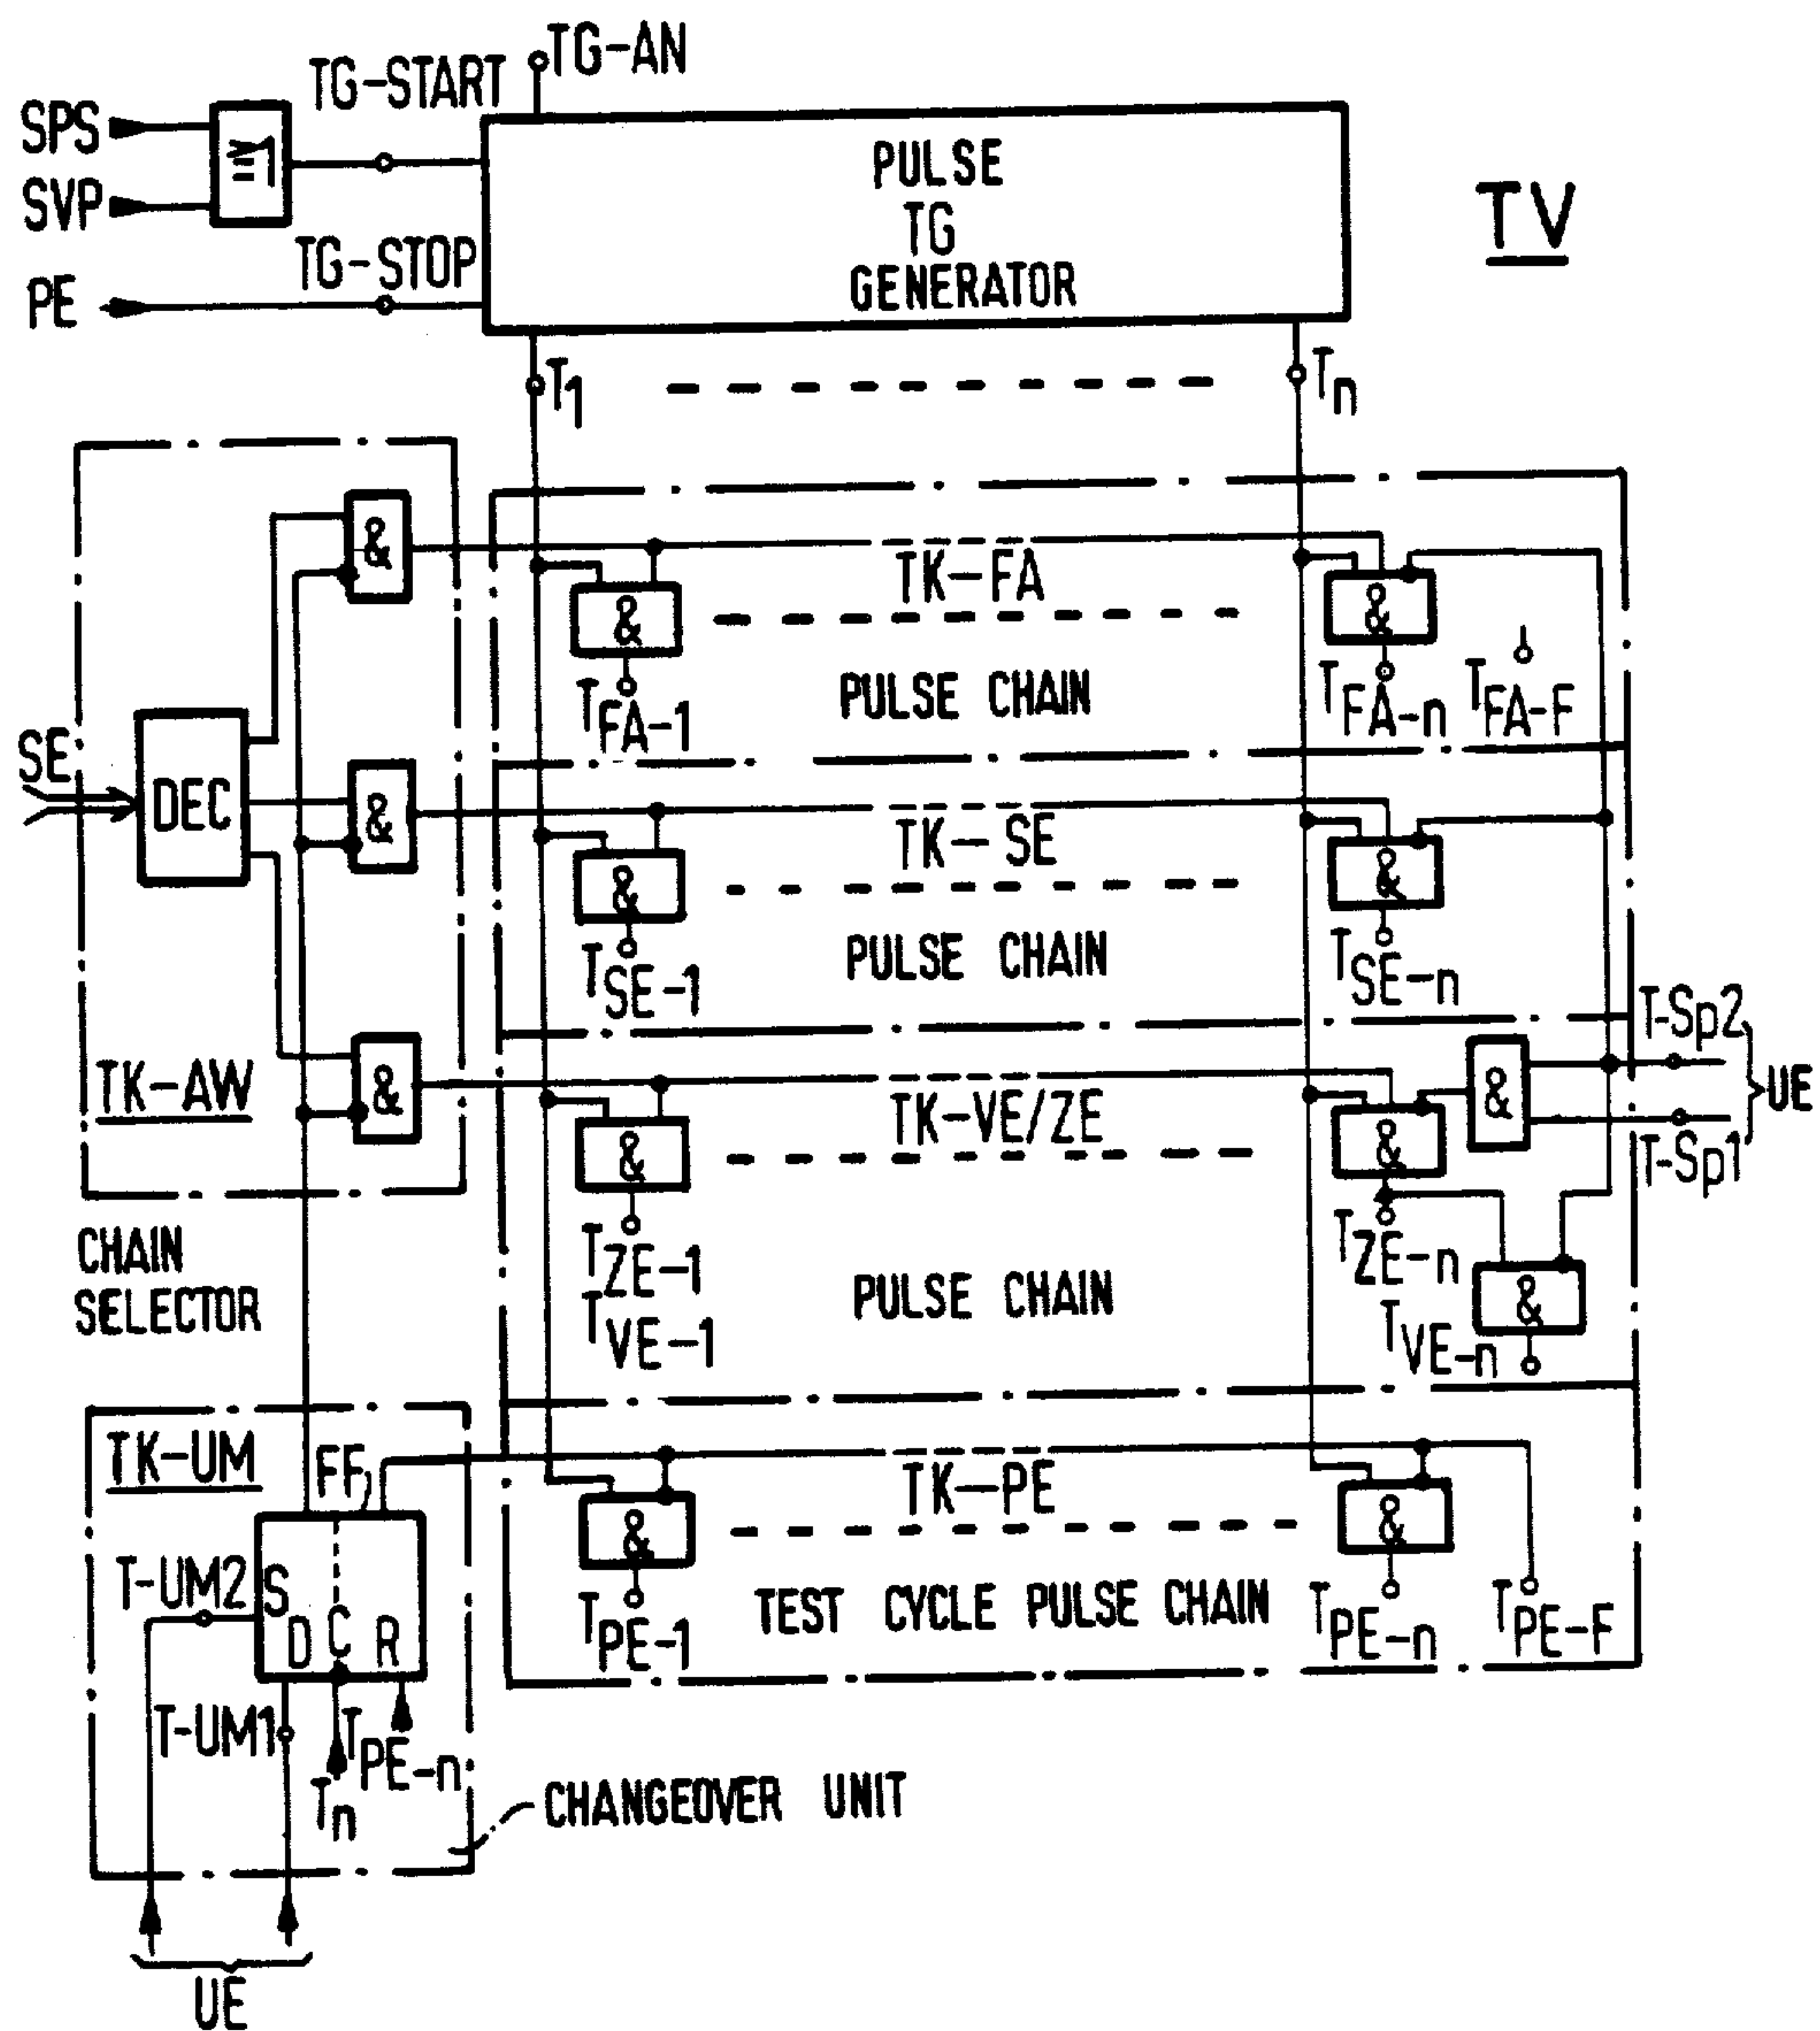 TG-AN
TG-START
SPS
≥1
SVP
TG-STOP
PE
PULSE
TG
GENERATOR
TV
T1
Tn
&
TK-FA
&
&
TFA-1
PULSE CHAIN
TFA-n
TFA-F
SE
DEC
&
TK-SE
&
&
TSE-1
PULSE CHAIN
TSE-n
T-Sp2
UE
T-Sp1
TK-AW
&
TK-VE/ZE
&
&
&
TZE-1
TVE-1
PULSE CHAIN
TZE-n
TVE-n
&
CHAIN
SELECTOR
TK-UM
FF
TK-PE
&
&
T-UM2
S
D
C
R
TPE-1
TEST CYCLE PULSE CHAIN
TPE-n
TPE-F
T-UM1
TPE-n
Tn
CHANGEOVER UNIT
UE